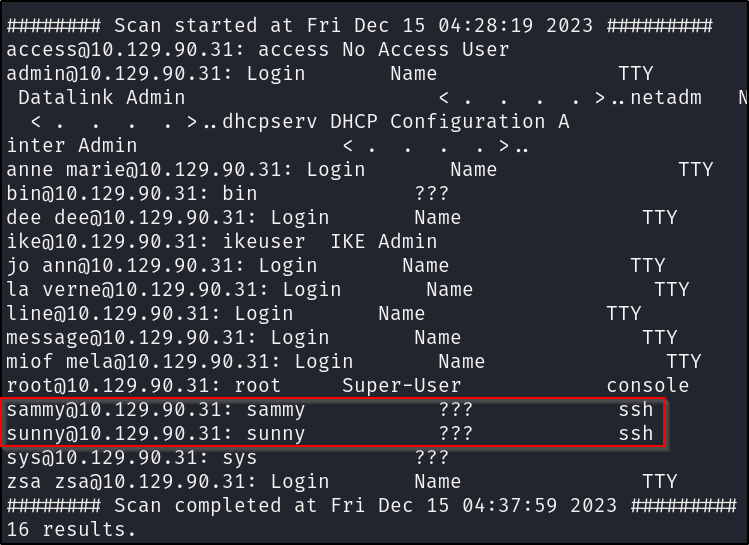 ######## Scan started at Fri Dec 15 04:28:19 2023 #########
access@10.129.90.31: access No Access User
admin@10.129.90.31: Login       Name               TTY
 Datalink Admin                     < .  .  .  . >..netadm   N
  < .  .  .  . >..dhcpserv DHCP Configuration A
inter Admin                 < .  .  .  . >..
anne marie@10.129.90.31: Login       Name               TTY
bin@10.129.90.31: bin             ???
dee dee@10.129.90.31: Login       Name               TTY
ike@10.129.90.31: ikeuser  IKE Admin
jo ann@10.129.90.31: Login       Name               TTY
la verne@10.129.90.31: Login       Name               TTY
line@10.129.90.31: Login       Name               TTY
message@10.129.90.31: Login       Name               TTY
miof mela@10.129.90.31: Login       Name               TTY
root@10.129.90.31: root     Super-User            console
sammy@10.129.90.31: sammy           ???            ssh
sunny@10.129.90.31: sunny           ???            ssh
sys@10.129.90.31: sys             ???
zsa zsa@10.129.90.31: Login       Name               TTY
######## Scan completed at Fri Dec 15 04:37:59 2023 #########
16 results.